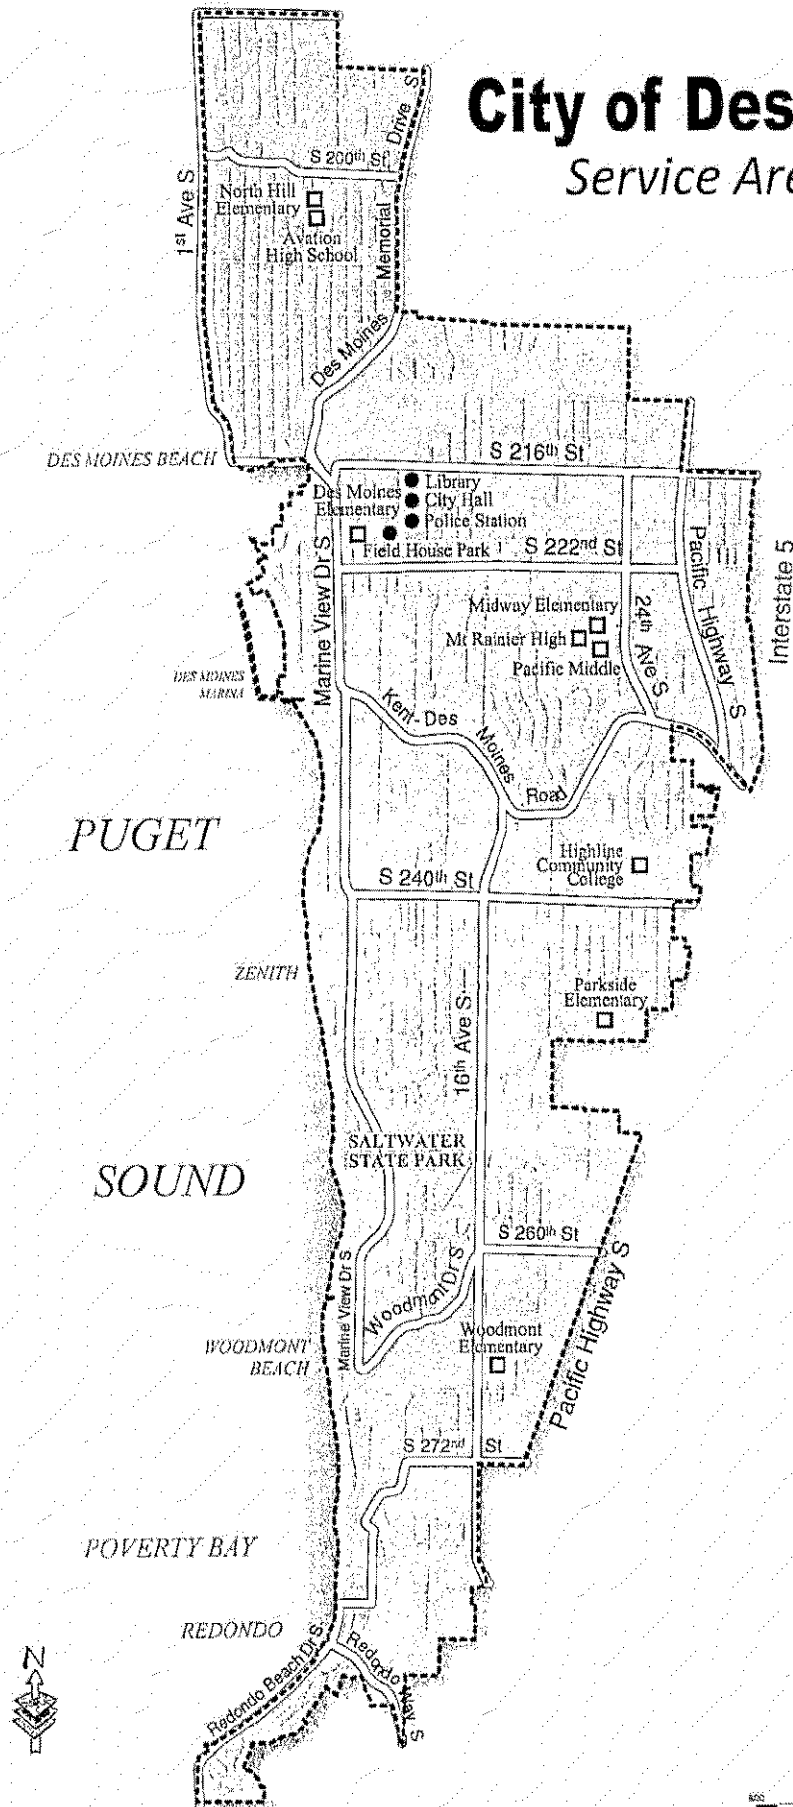 City of Des
Service Are
S 200th St
Des Moines Memorial Drive S
1st Ave S
North Hill
Elementary
Avation
High School
DES MOINES BEACH
S 216th St
Library
City Hall
Police Station
Des Moines
Elementary
Field House Park
S 222nd St
Marine View Dr S
Pacific Highway S
Interstate 5
24th Ave S
Midway Elementary
Mt Rainier High
Pacific Middle
DES MOINES
MARINA
Kent-Des Moines Road
PUGET
Highline
Community
College
S 240th St
ZENITH
Parkside
Elementary
16th Ave S
SALTWATER
STATE PARK
SOUND
S 260th St
Marine View Dr S
Woodmont Dr S
Pacific Highway S
WOODMONT
BEACH
Woodmont
Elementary
S 272nd St
POVERTY BAY
REDONDO
Redondo Beach Dr S
Redondo Way S
N